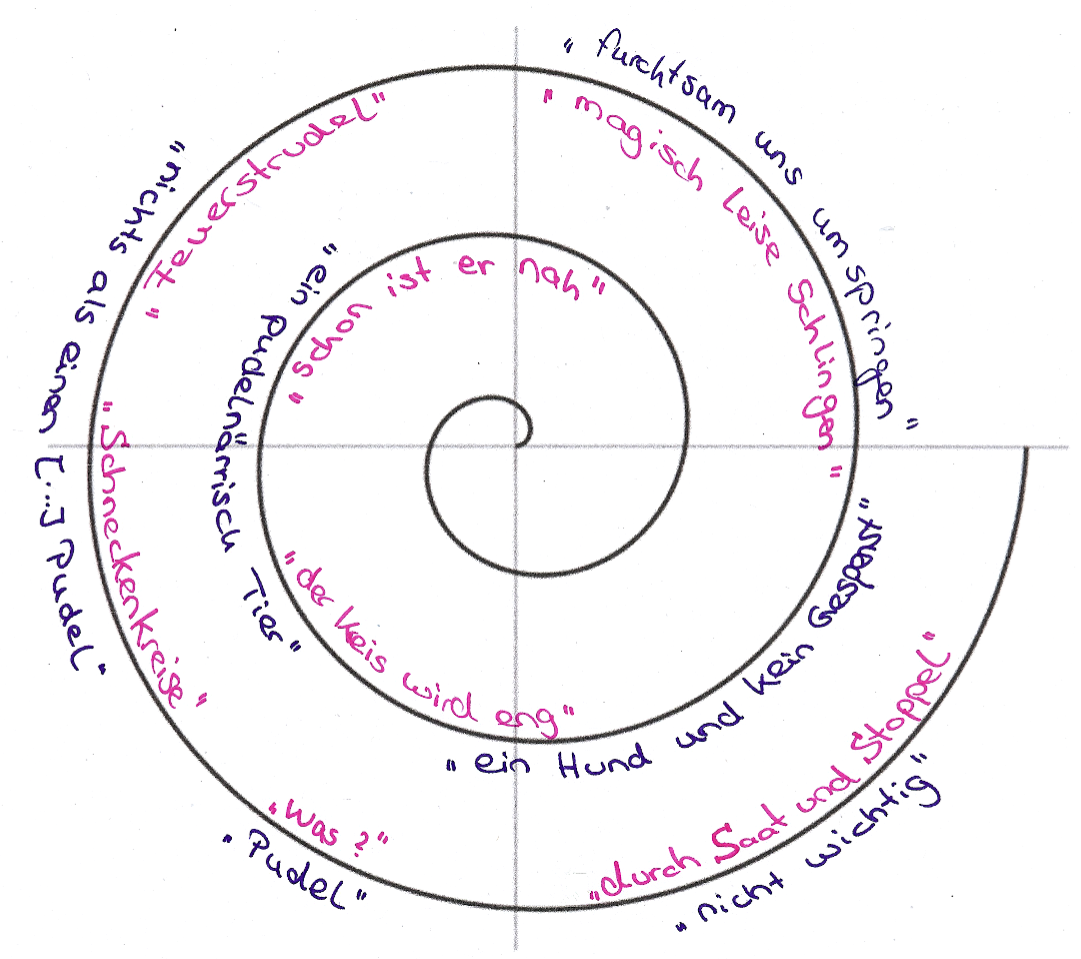 „durch Saat und Stoppel"
„nicht wichtig"
„Was?"
„Pudel"
„Schneckenkreise"
„nichts als einen [...] Pudel"
„Feuerstrudel"
„magisch leise Schlingen"
„furchtsam uns umspringen"
„ein Hund und kein Gespenst"
„der Keis wird eng"
„ein pudelnärrisch Tier"
„schon ist er nah"